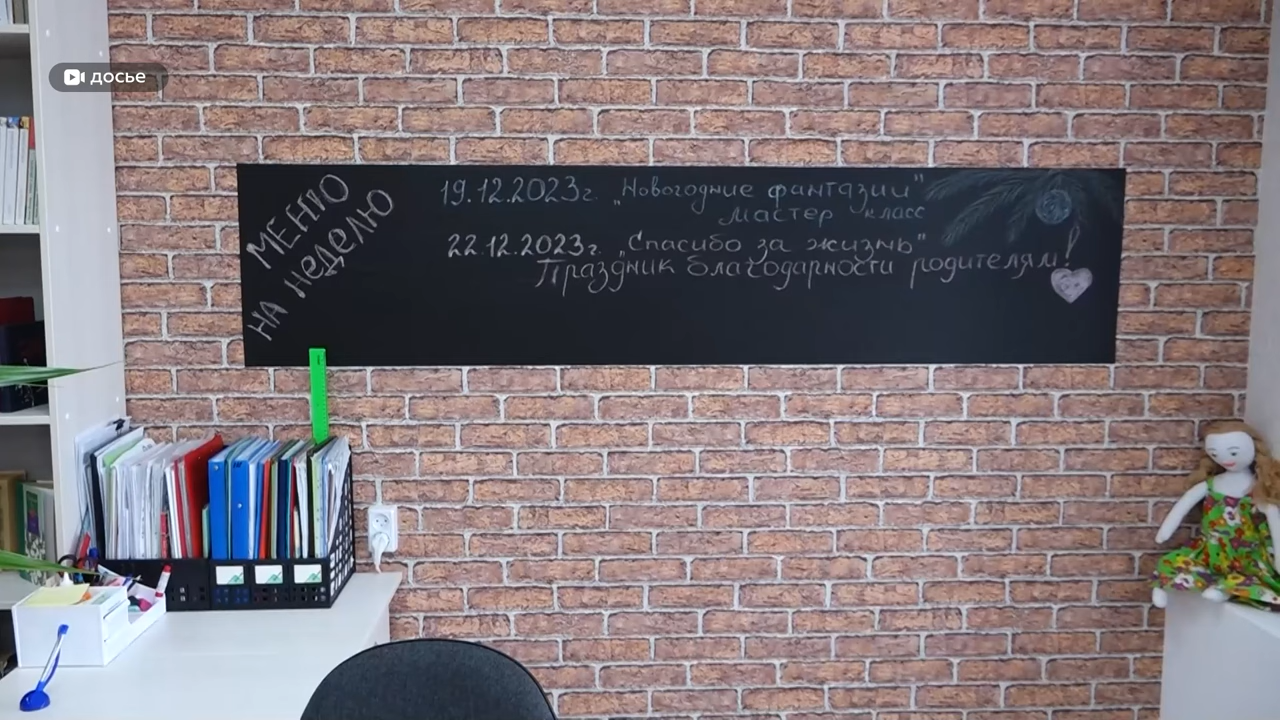 досье
МЕНЮ
НА НЕДЕЛЮ
19.12.2023г. „Новогодние фантазии"
мастер класс
22.12.2023г. „Спасибо за жизнь"
Праздник благодарности родителям!